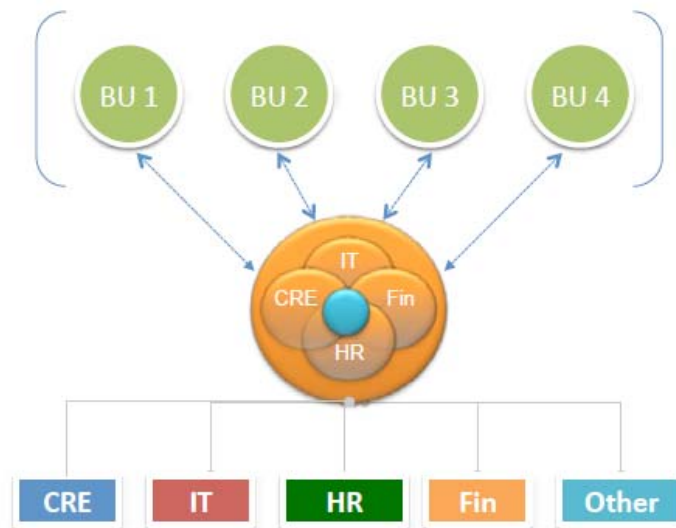 BU 1 BU 2 BU 3 BU 4
IT
CRE Fin
HR
CRE IT HR Fin Other